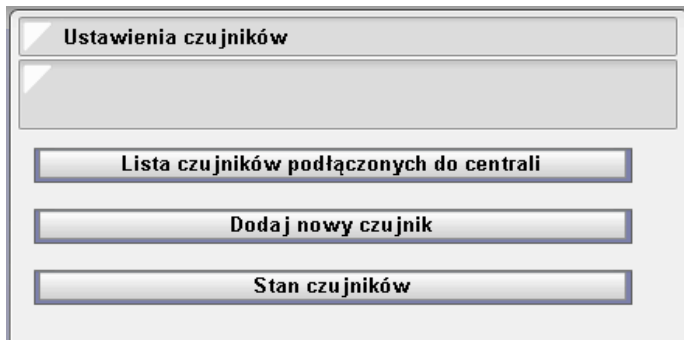 Ustawienia czujników
Lista czujników podłączonych do centrali
Dodaj nowy czujnik
Stan czujników